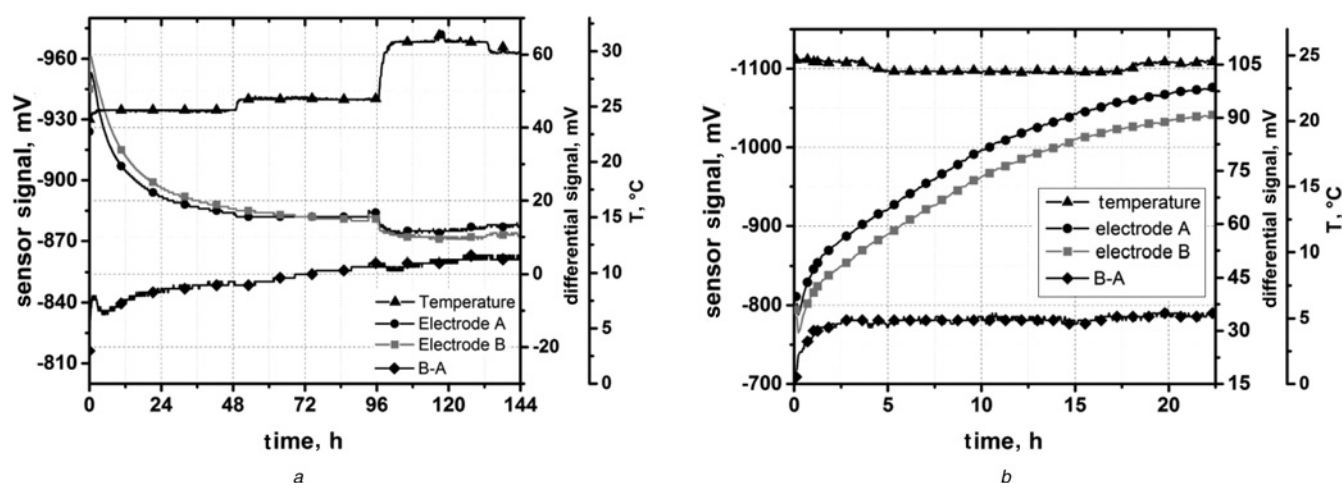 -960
-930
-900
-870
-840
-810
sensor signal, mV
60
40
20
0
-20
differential signal, mV
30
25
20
15
10
5
0
T, °C
Temperature
Electrode A
Electrode B
B-A
0 24 48 72 96 120 144
time, h
a
-1100
-1000
-900
-800
-700
sensor signal, mV
105
90
75
60
45
30
15
differential signal, mV
25
20
15
10
5
0
T, °C
temperature
electrode A
electrode B
B-A
0 5 10 15 20
time, h
b